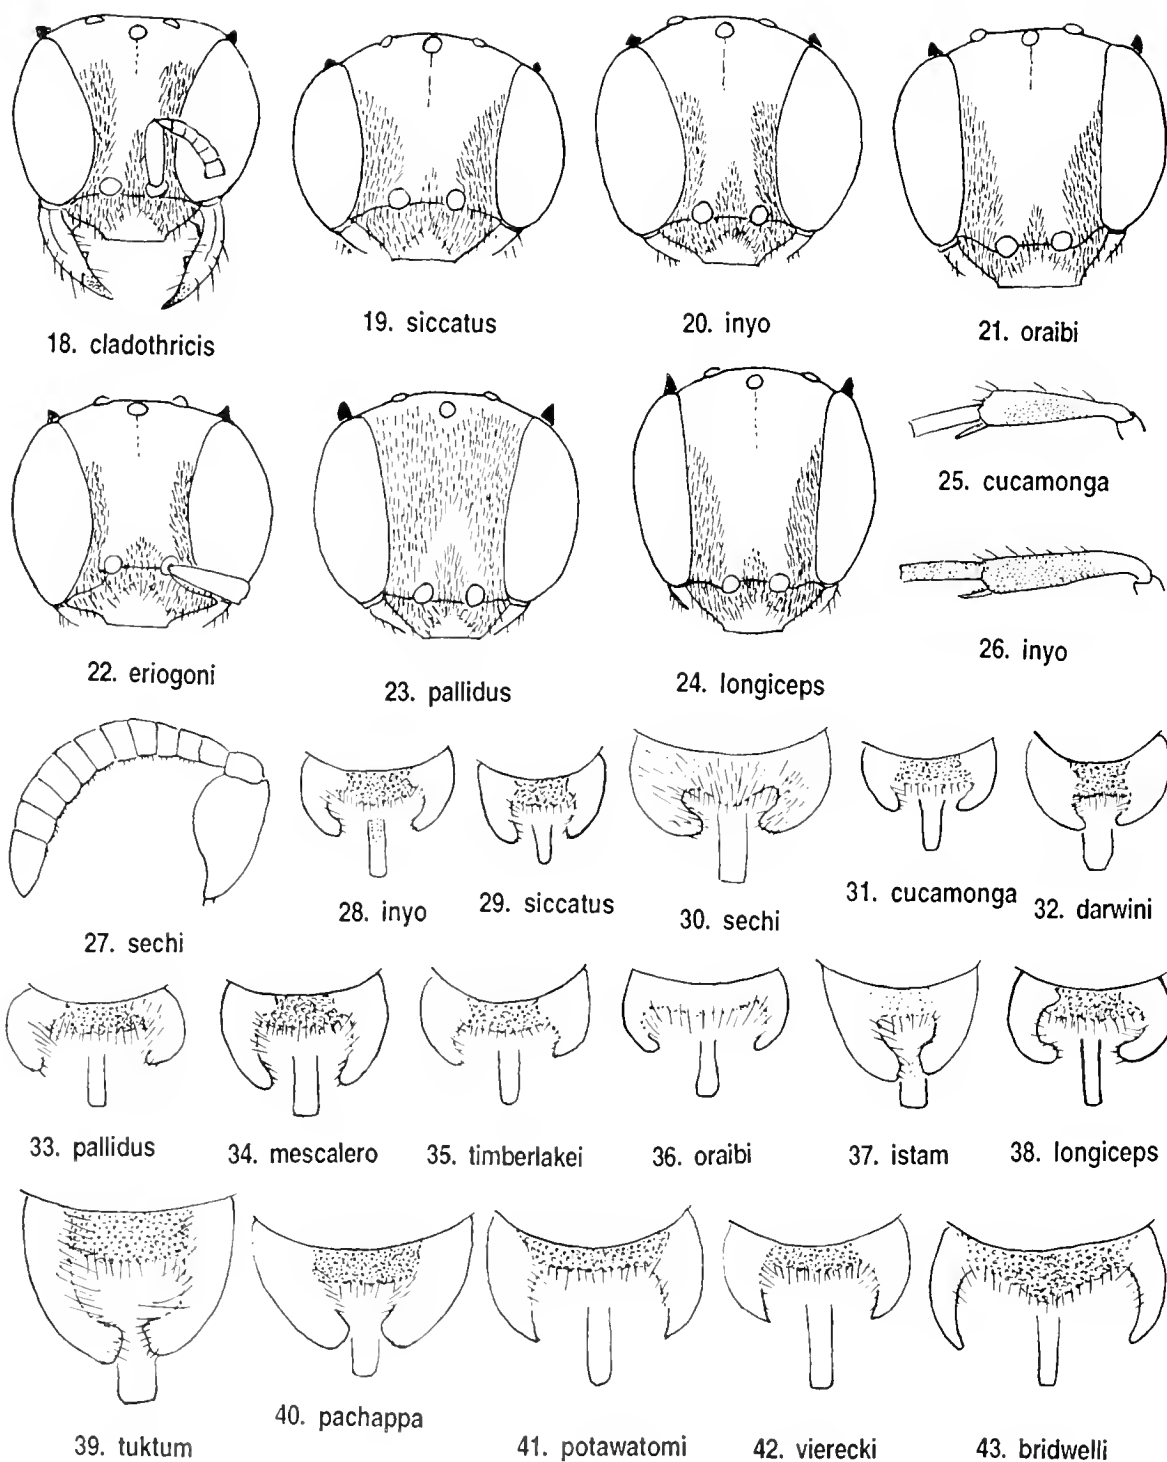 18. cladothricis
19. siccatus
20. inyo
21. oraibi
22. eriogoni
23. pallidus
24. longiceps
25. cucamonga
26. inyo
27. sechi
28. inyo
29. siccatus
30. sechi
31. cucamonga
32. darwini
33. pallidus
34. mescalero
35. timberlakei
36. oraibi
37. istam
38. longiceps
39. tuktum
40. pachappa
41. potawatomi
42. vierecki
43. bridwelli